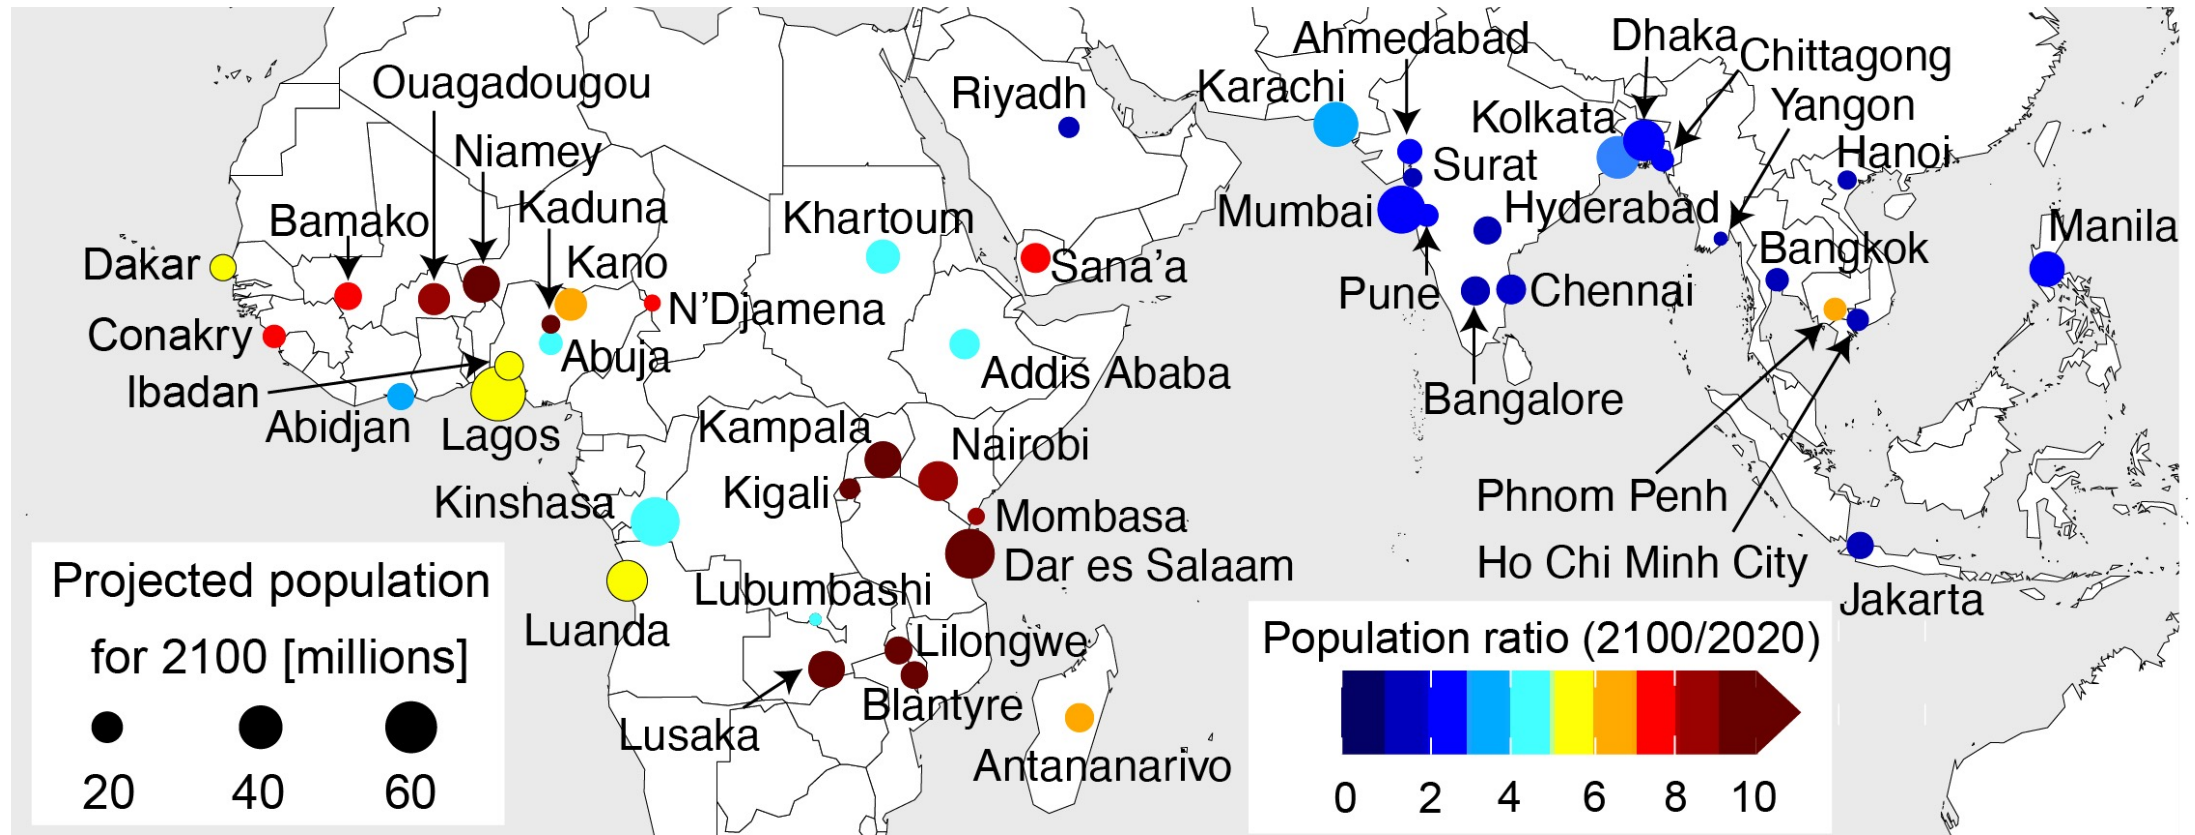 Ahmedabad
Dhaka
Chittagong
Ouagadougou
Riyadh
Karachi
Kolkata
Yangon
Niamey
Hanoi
Surat
Kaduna
Bamako
Khartoum
Mumbai
Hyderabad
Manila
Dakar
Kano
Sana’a
Bangkok
Pune
Chennai
N’Djamena
Conakry
Abuja
Addis Ababa
Ibadan
Bangalore
Abidjan
Lagos
Kampala
Nairobi
Kinshasa
Kigali
Phnom Penh
Mombasa
Ho Chi Minh City
Dar es Salaam
Lubumbashi
Jakarta
Luanda
Lilongwe
Blantyre
Lusaka
Antananarivo
Projected population
for 2100 [millions]
20 40 60
Population ratio (2100/2020)
0 2 4 6 8 10